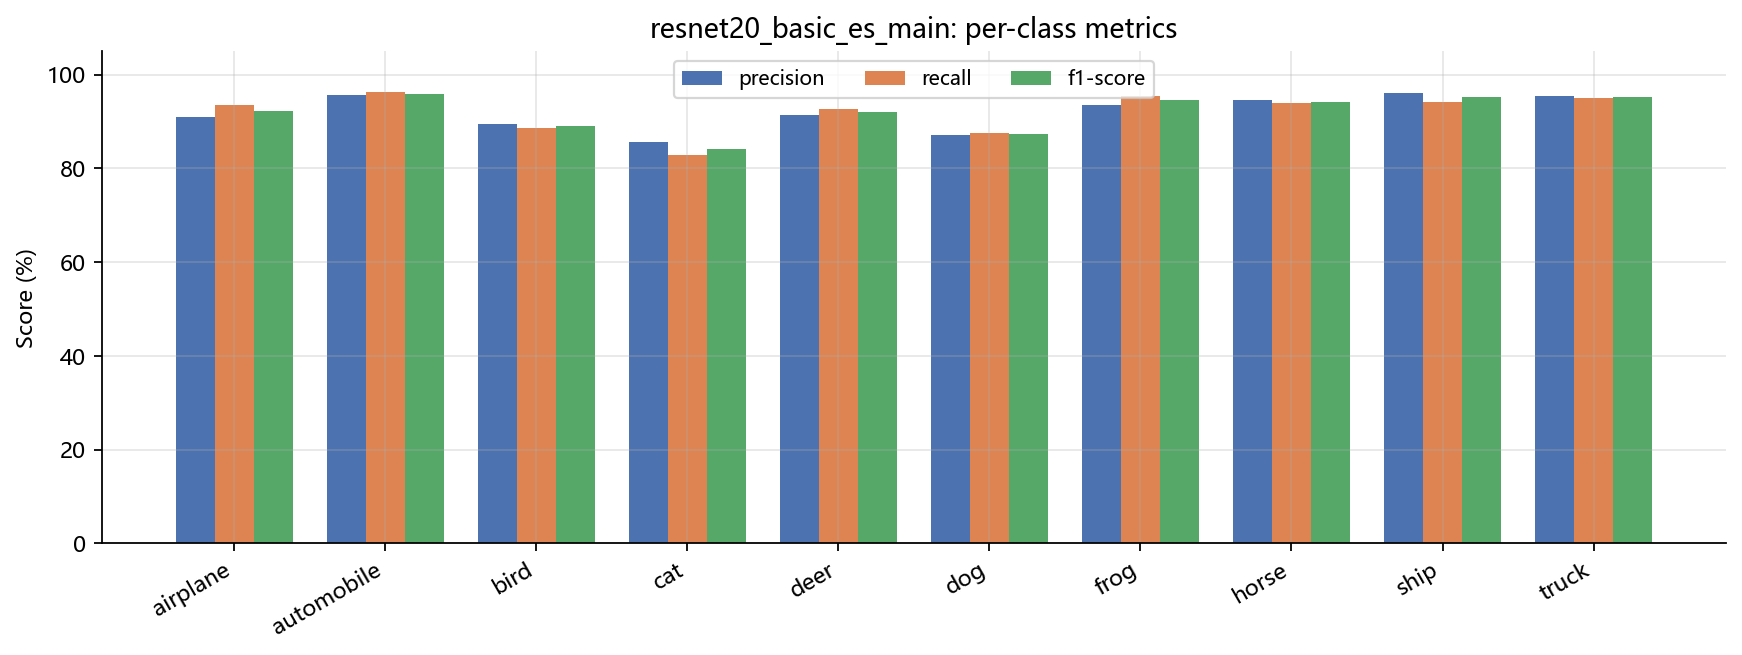 resnet20_basic_es_main: per-class metrics
precision recall f1-score
Score (%)
100
80
60
40
20
0
airplane
automobile
bird
cat
deer
dog
frog
horse
ship
truck